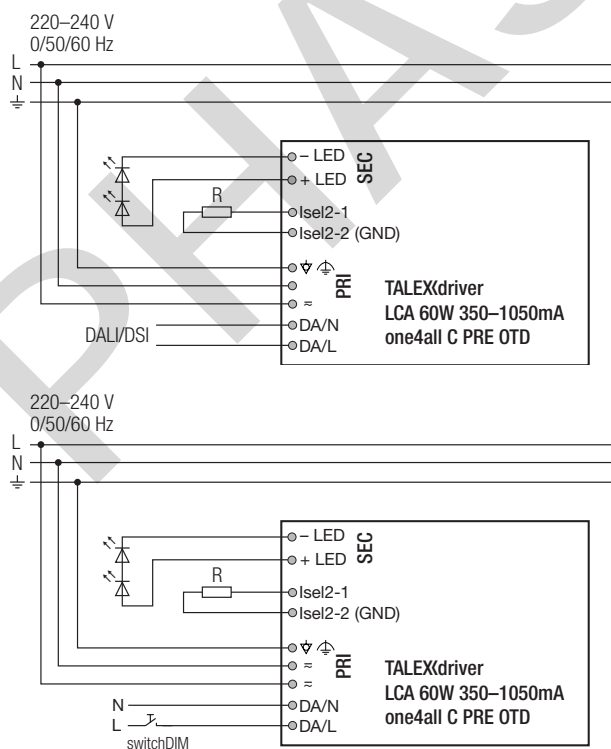 220–240 V
0/50/60 Hz
L
N
– LED
+ LED
SEC
R
Isel2-1
Isel2-2 (GND)
PRI
≂
TALEXXdriver
LCA 60W 350–1050mA
one4all C PRE OTD
DALI/DSI
DA/N
DA/L
220–240 V
0/50/60 Hz
L
N
– LED
+ LED
SEC
R
Isel2-1
Isel2-2 (GND)
PRI
≂
≂
TALEXXdriver
LCA 60W 350–1050mA
one4all C PRE OTD
N
DA/N
L
DA/L
switchDIM